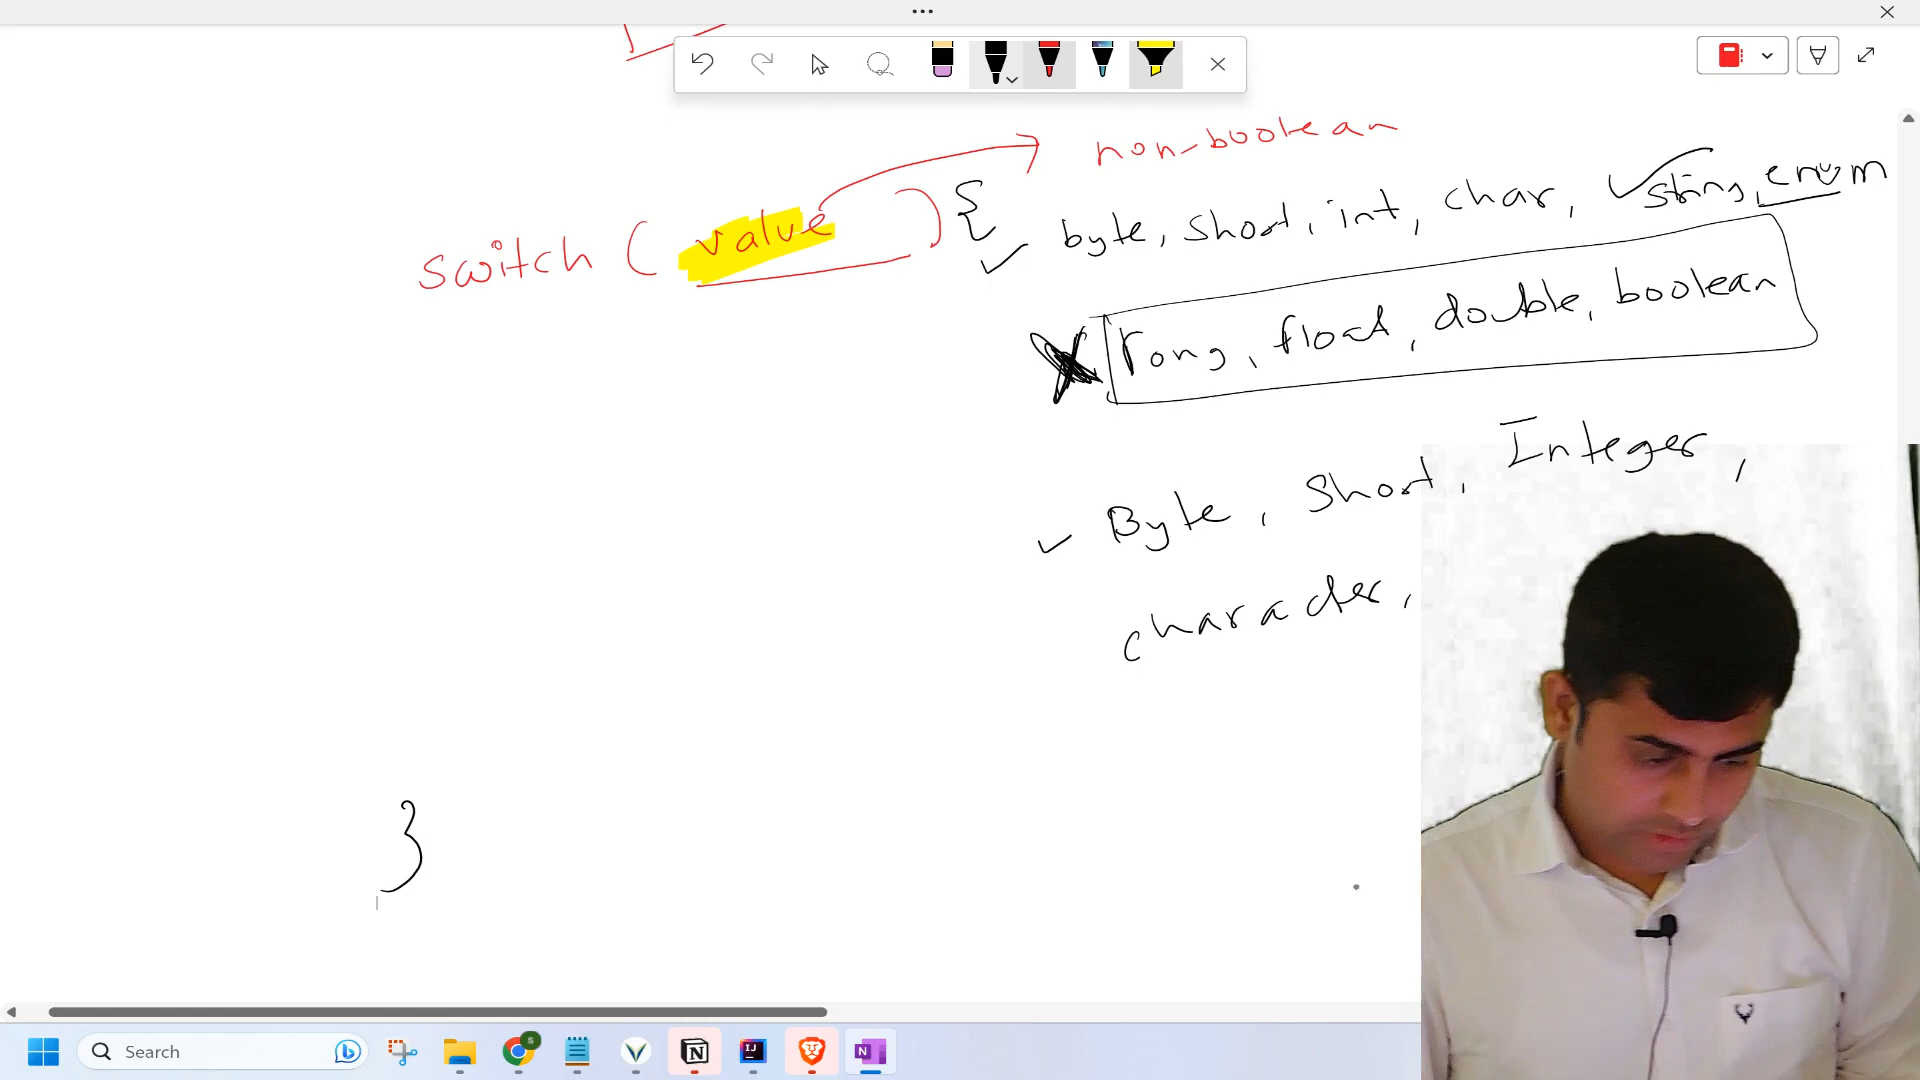 non-boolean
switch ( value ) {
byte, short, int, char, string, enum
long, float, double, boolean
Byte, Short, Integer,
character,
}
Search